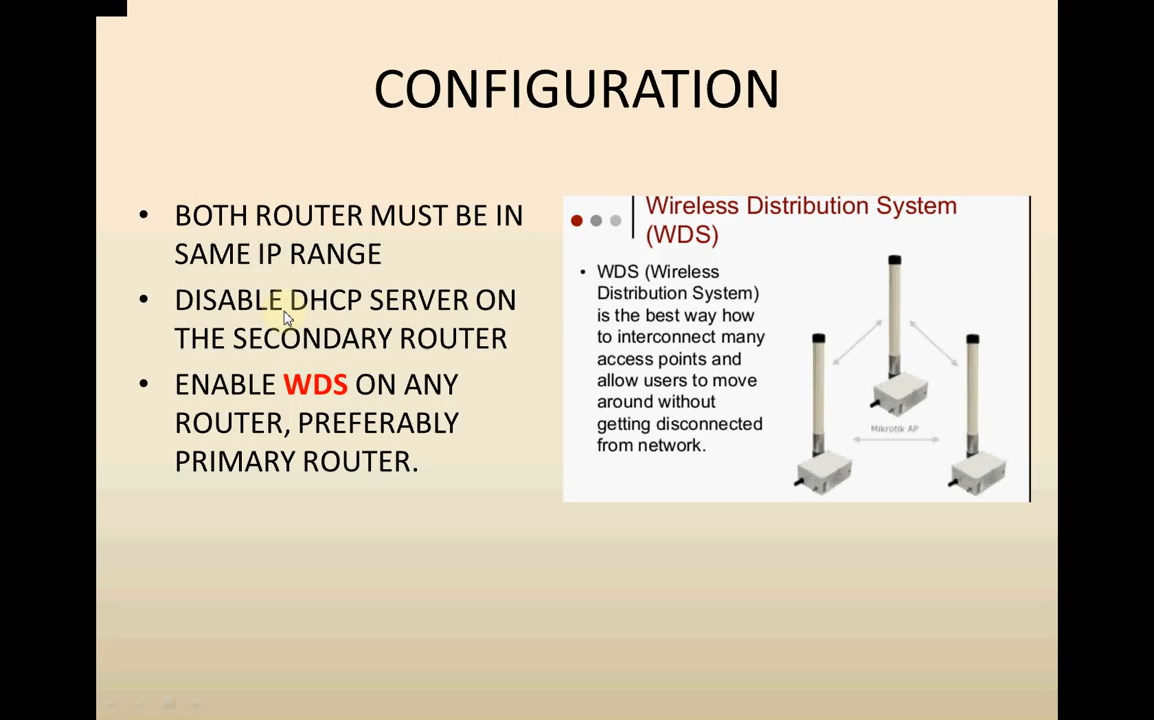 CONFIGURATION
• BOTH ROUTER MUST BE IN
SAME IP RANGE
• DISABLE DHCP SERVER ON
THE SECONDARY ROUTER
• ENABLE WDS ON ANY
ROUTER, PREFERABLY
PRIMARY ROUTER.
Wireless Distribution System
(WDS)
• WDS (Wireless
Distribution System)
is the best way how
to interconnect many
access points and
allow users to move
around without
getting disconnected
from network.
Mikrotik AP